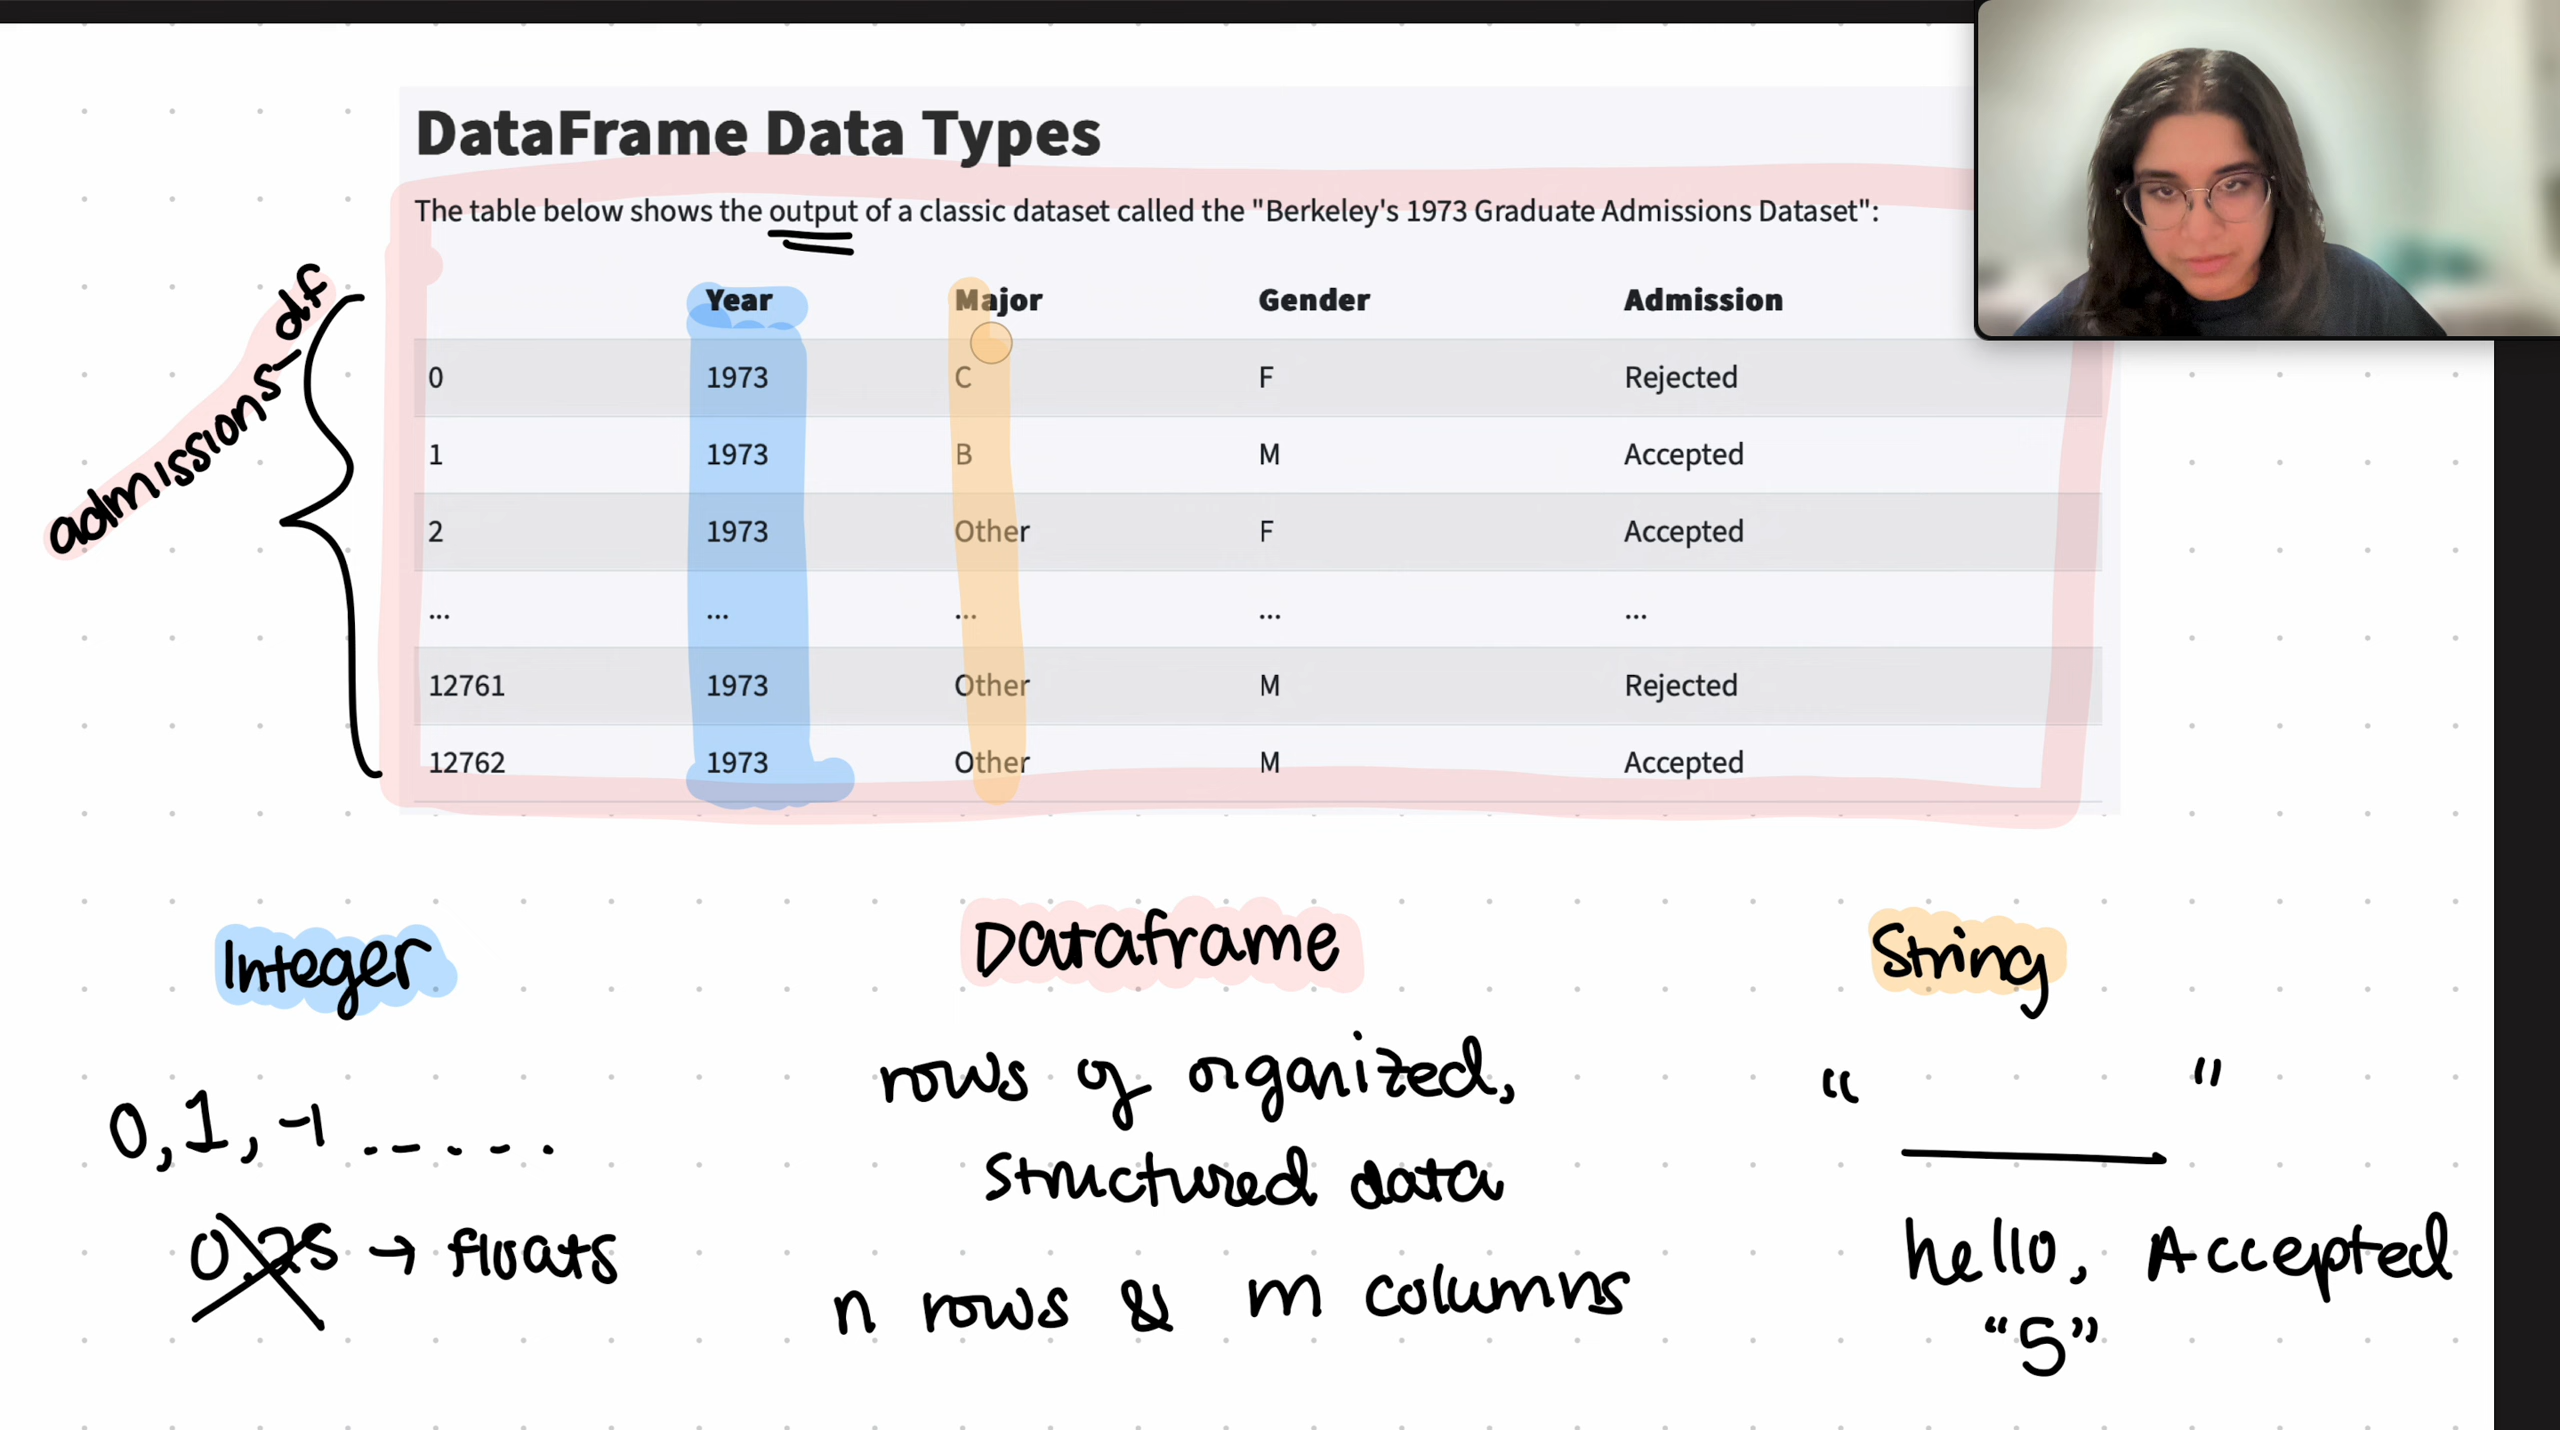 DataFrame Data Types
The table below shows the output of a classic dataset called the "Berkeley's 1973 Graduate Admissions Dataset":
admissions_df
Year Major Gender Admission
0 1973 C F Rejected
1 1973 B M Accepted
2 1973 Other F Accepted
... ... ... ... ...
12761 1973 Other M Rejected
12762 1973 Other M Accepted
Integer
0, 1, -1 .-.-.
0.25 → floats
Dataframe
rows of organized,
structured data
n rows & m columns
String
“ ”
hello, Accepted
“5”